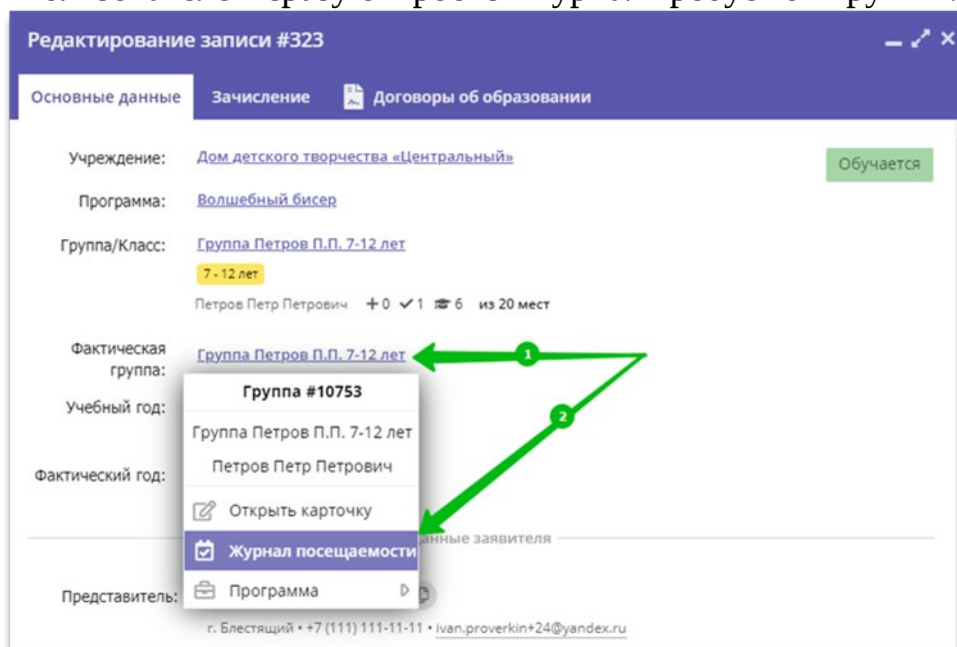 Редактирование записи #323
Основные данные Зачисление Договоры об образовании
Учреждение: Дом детского творчества «Центральный» Обучается
Программа: Волшебный бисер
Группа/Класс: Группа Петров П.П. 7-12 лет
7 - 12 лет
Петров Петр Петрович +0 ✓1 6 из 20 мест
Фактическая группа: Группа Петров П.П. 7-12 лет
1
Группа #10753
Учебный год:
2
Группа Петров П.П. 7-12 лет
Петров Петр Петрович
Фактический год:
Открыть карточку
заявителя
Журнал посещаемости
Программа
Представитель:
г. Блестящий • +7 (111) 111-11-11 • ivan.proverkin+24@yandex.ru